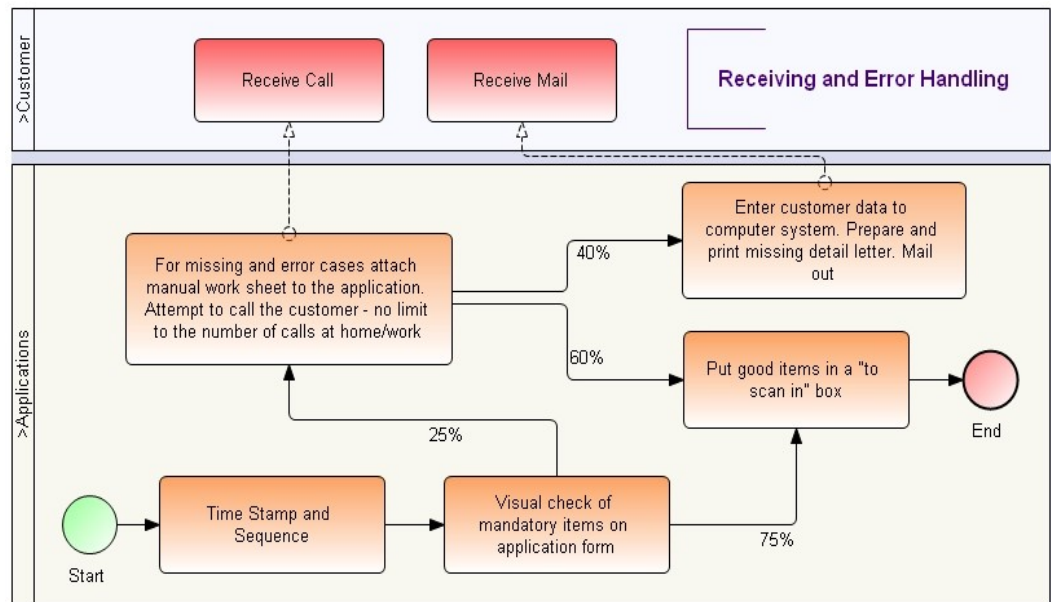 >Customer
Receive Call
Receive Mail
Receiving and Error Handling
>Applications
For missing and error cases attach
manual work sheet to the application.
Attempt to call the customer - no limit
to the number of calls at home/work
40%
Enter customer data to
computer system. Prepare and
print missing detail letter. Mail
out
60%
Put good items in a "to
scan in" box
End
25%
Start
Time Stamp and
Sequence
Visual check of
mandatory items on
application form
75%